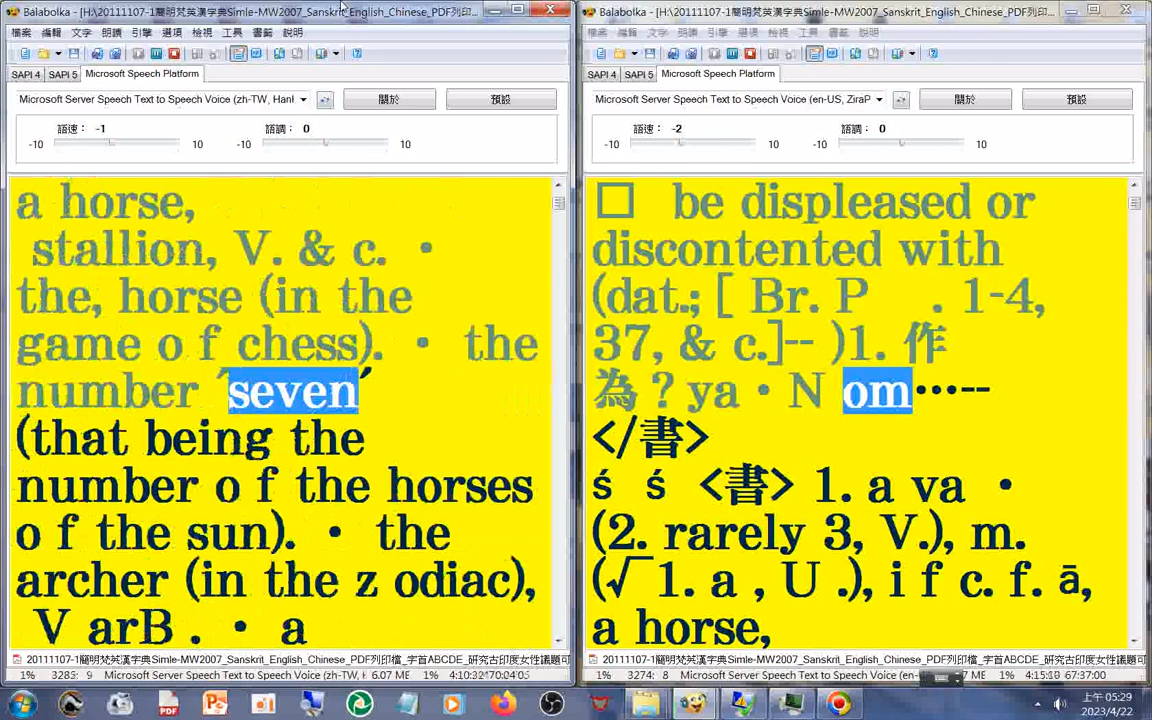 Balabolka - [H:\20111107-1簡明梵英漢字典Simle-MW2007_Sanskrit_English_Chinese_PDF列印...
檔案 編輯 文字 朗讀 引擎 選項 檢視 工具 書籤 說明
SAPI 4 SAPI 5 Microsoft Speech Platform
Microsoft Server Speech Text to Speech Voice (zh-TW, Hanl
關於 預設
語速: -1 語調: 0
-10 10 -10 10
a horse,
stallion, V. & c. •
the, horse (in the
game o f chess). • the
number ´seven´
(that being the
number o f the horses
o f the sun). • the
archer (in the z odiac),
V arB . • a
20111107-1簡明梵英漢字典Simle-MW2007_Sanskrit_English_Chinese_PDF列印檔_字首ABCDE_研究古印度女性議題可
1% 3285: 9 Microsoft Server Speech Text to Speech Voice (zh-TW, 6.07 MB 1% 4:10:32
Balabolka - [H:\20111107-1簡明梵英漢字典Simle-MW2007_Sanskrit_English_Chinese_PDF列印...
檔案 編輯 文字 朗讀 引擎 選項 檢視 工具 書籤 說明
SAPI 4 SAPI 5 Microsoft Speech Platform
Microsoft Server Speech Text to Speech Voice (en-US, ZiraP
關於 預設
語速: -2 語調: 0
-10 10 -10 10
□ be displeased or
discontented with
(dat.; [ Br. P . 1-4,
37, & c.]-- )1. 作
為？ya • N om•••--
</書>
ś ś <書> 1. a va •
(2. rarely 3, V.), m.
(√ 1. a , U .), i f c. f. ā,
a horse,
20111107-1簡明梵英漢字典Simle-MW2007_Sanskrit_English_Chinese_PDF列印檔_字首ABCDE_研究古印度女性議題可
1% 3274: 8 Microsoft Server Speech Text to Speech Voice (en-US, 1% 4:15:10 67:37:00
上午 05:29
2023/4/22